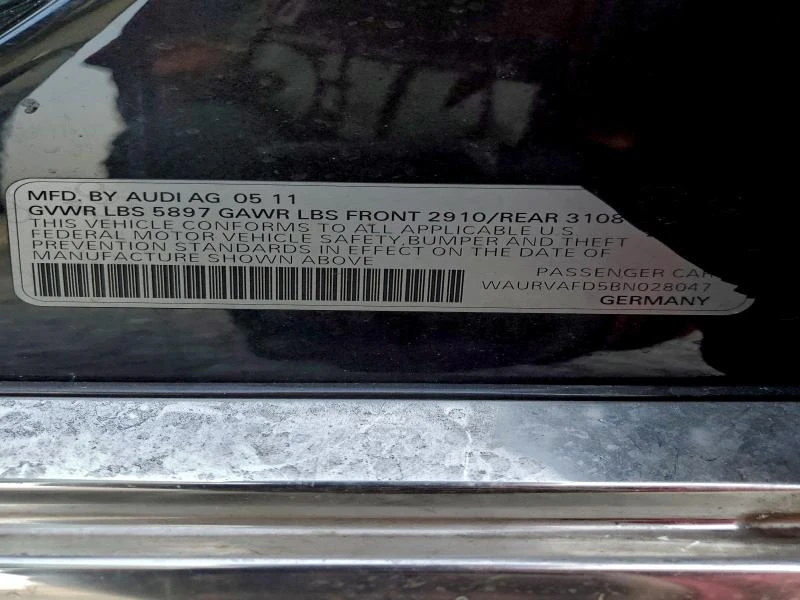 MFD. BY AUDI AG 05 11
GVWR LBS 5897 GAWR LBS FRONT 2910/REAR 3108
THIS VEHICLE CONFORMS TO ALL APPLICABLE U.S.
FEDERAL MOTOR VEHICLE SAFETY,BUMPER AND THEFT
PREVENTION STANDARDS IN EFFECT ON THE DATE OF
MANUFACTURE SHOWN ABOVE
PASSENGER CAR
WAURVAFD5BN028047
GERMANY